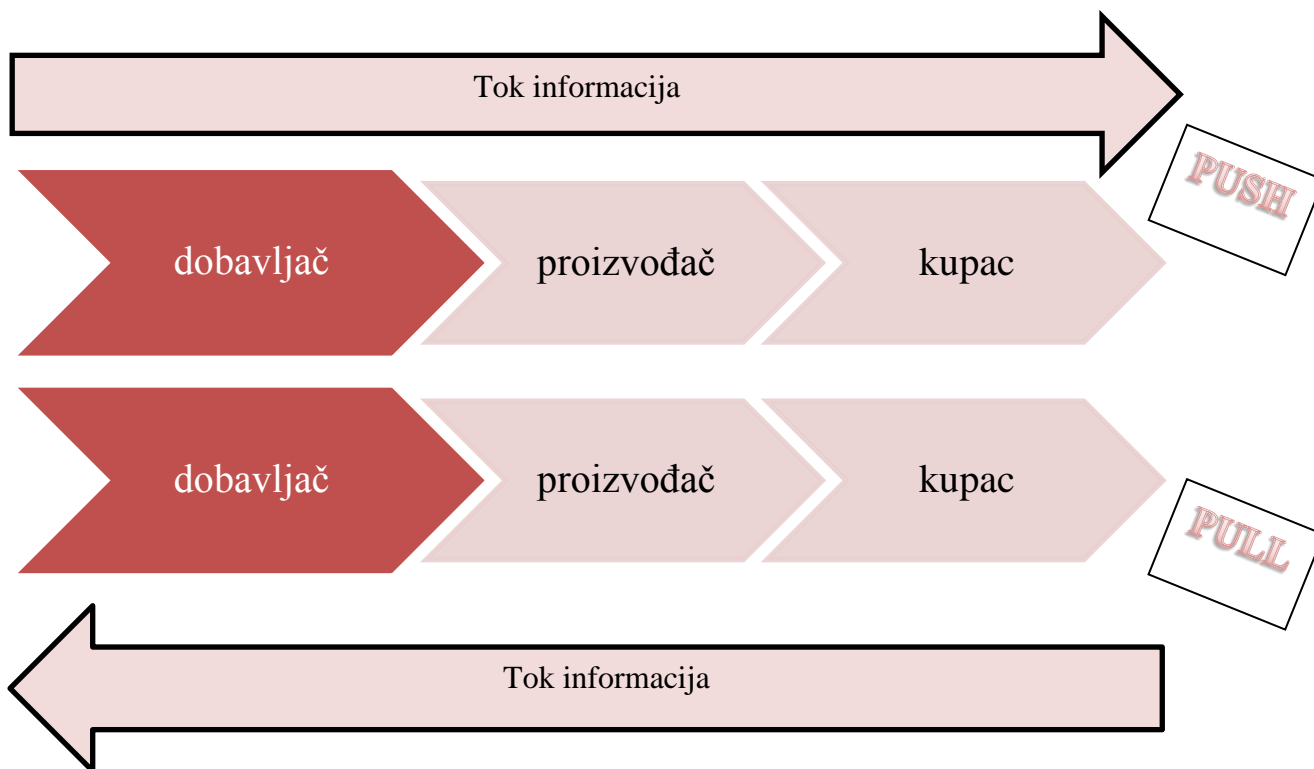 Tok informacija
PUSH
dobavljač
proizvođač
kupac
dobavljač
proizvođač
kupac
PULL
Tok informacija